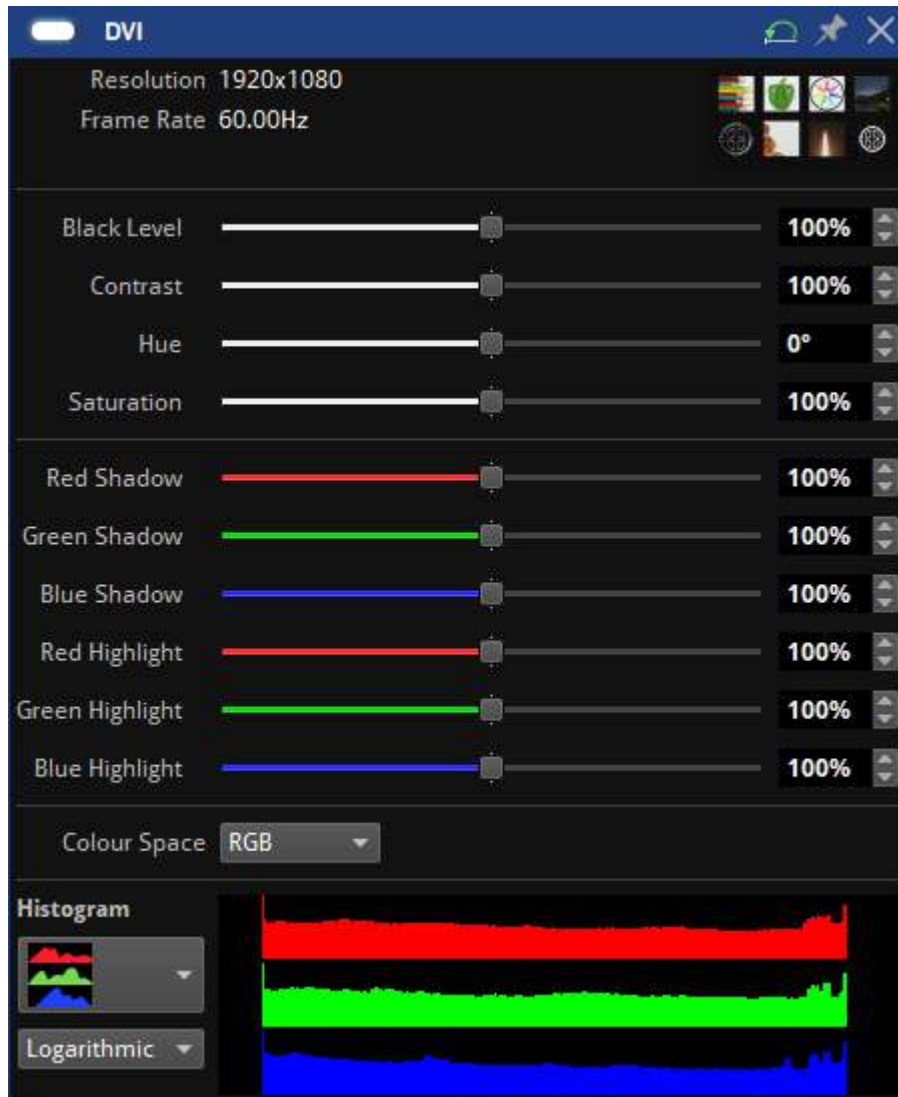 DVI
Resolution 1920x1080
Frame Rate 60.00Hz
Black Level 100%
Contrast 100%
Hue 0°
Saturation 100%
Red Shadow 100%
Green Shadow 100%
Blue Shadow 100%
Red Highlight 100%
Green Highlight 100%
Blue Highlight 100%
Colour Space RGB
Histogram
Logarithmic